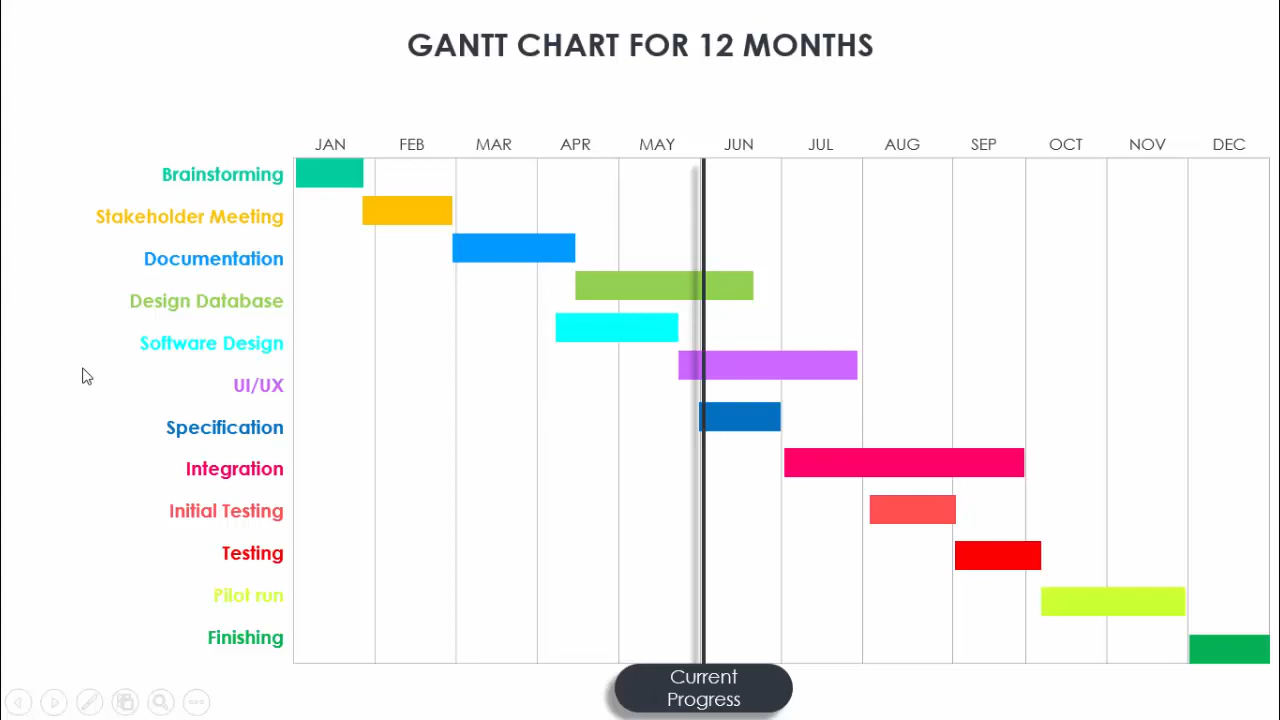 GANTT CHART FOR 12 MONTHS
JAN FEB MAR APR MAY JUN JUL AUG SEP OCT NOV DEC
Brainstorming
Stakeholder Meeting
Documentation
Design Database
Software Design
UI/UX
Specification
Integration
Initial Testing
Testing
Pilot run
Finishing
Current
Progress